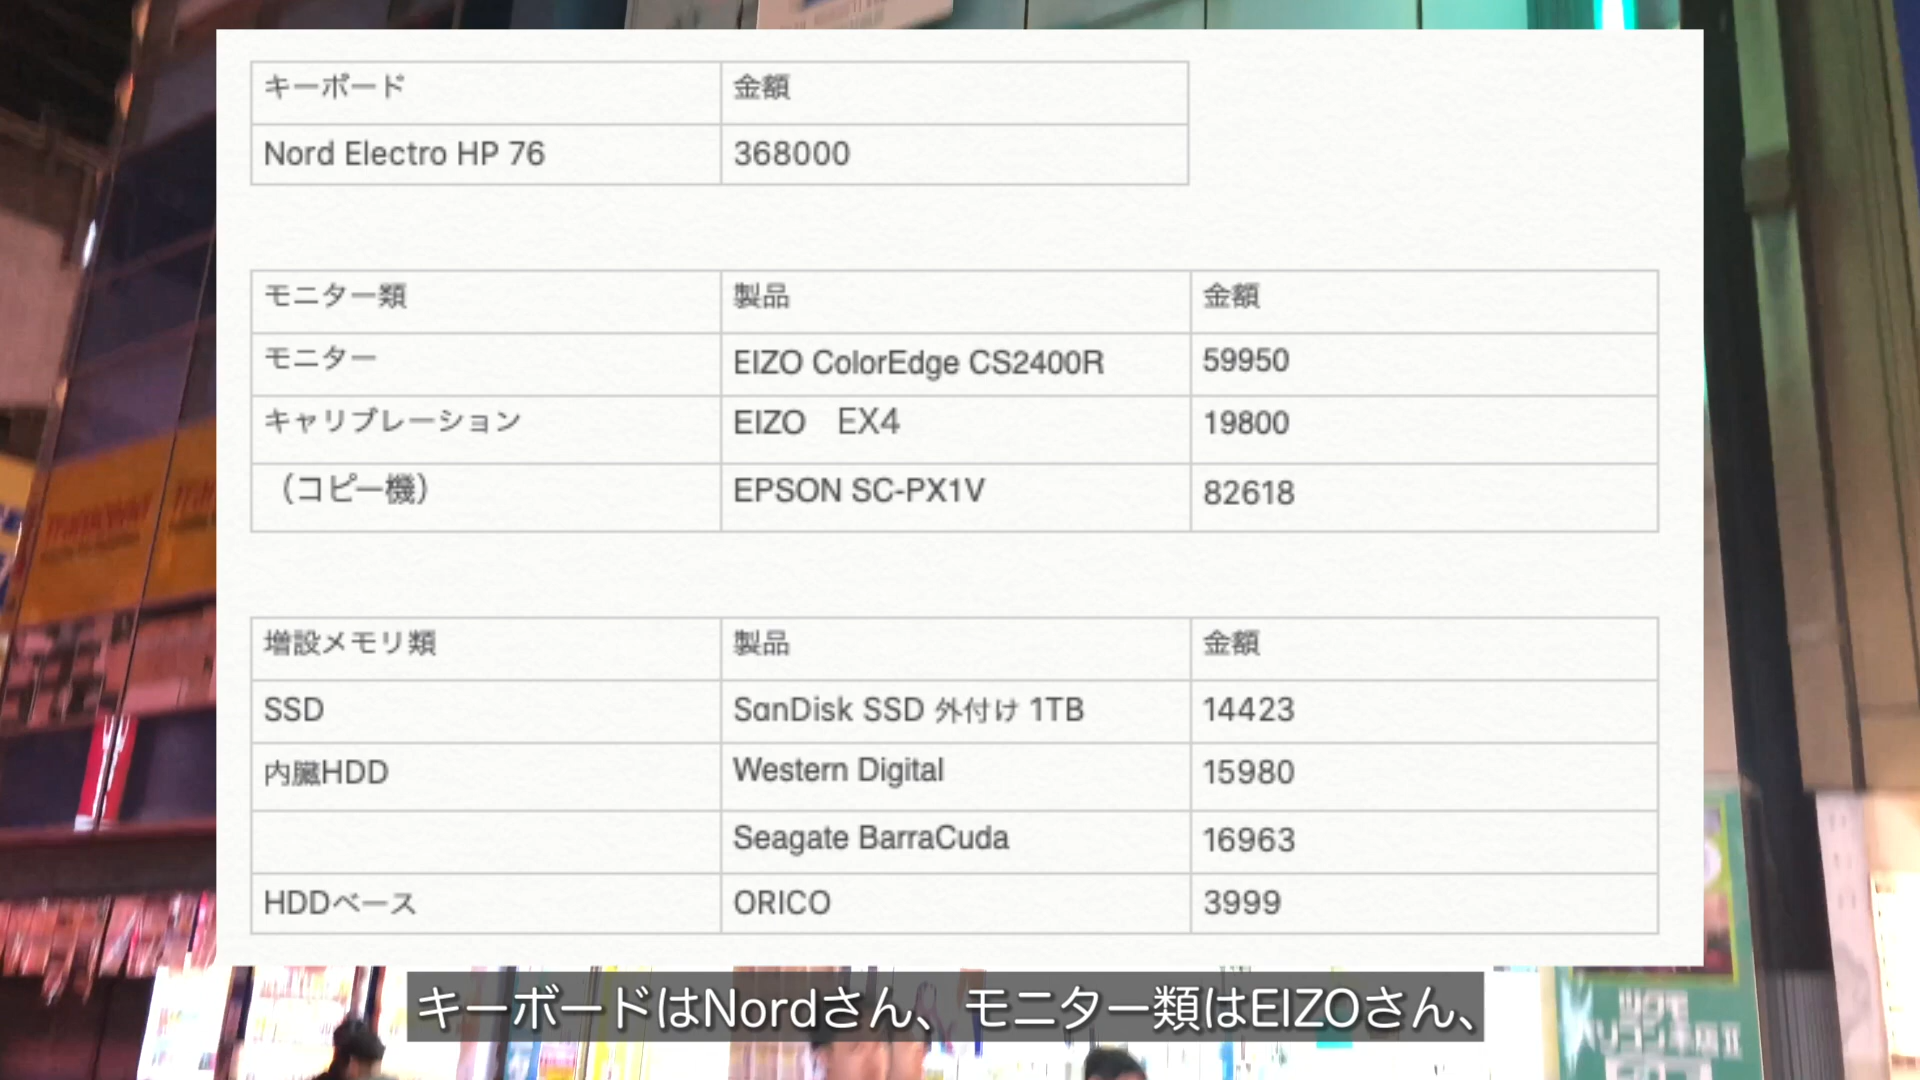 キーボード 金額
Nord Electro HP 76 368000
モニター類 製品 金額
モニター EIZO ColorEdge CS2400R 59950
キャリブレーション EIZO　EX4 19800
（コピー機） EPSON SC-PX1V 82618
増設メモリ類 製品 金額
SSD SanDisk SSD 外付け 1TB 14423
内臓HDD Western Digital 15980
Seagate BarraCuda 16963
HDDベース ORICO 3999
キーボードはNordさん、モニター類はEIZOさん、